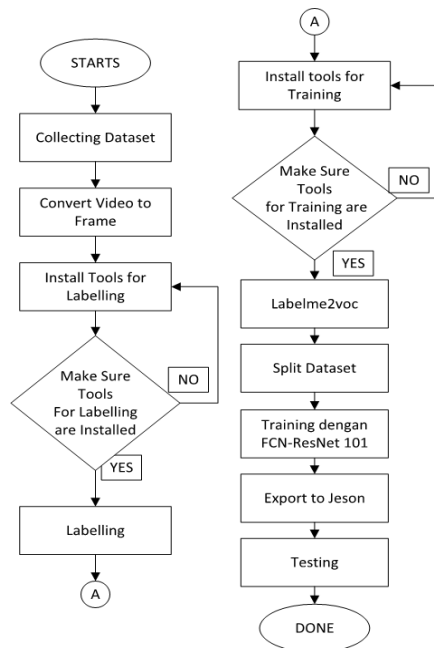 STARTS
Collecting Dataset
Convert Video to
Frame
Install Tools for
Labelling
Make Sure
Tools
For Labelling
are Installed
NO
YES
Labelling
A
A
Install tools for
Training
Make Sure
Tools
for Training are
Installed
NO
YES
Labelme2voc
Split Dataset
Training dengan
FCN-ResNet 101
Export to Jeson
Testing
DONE